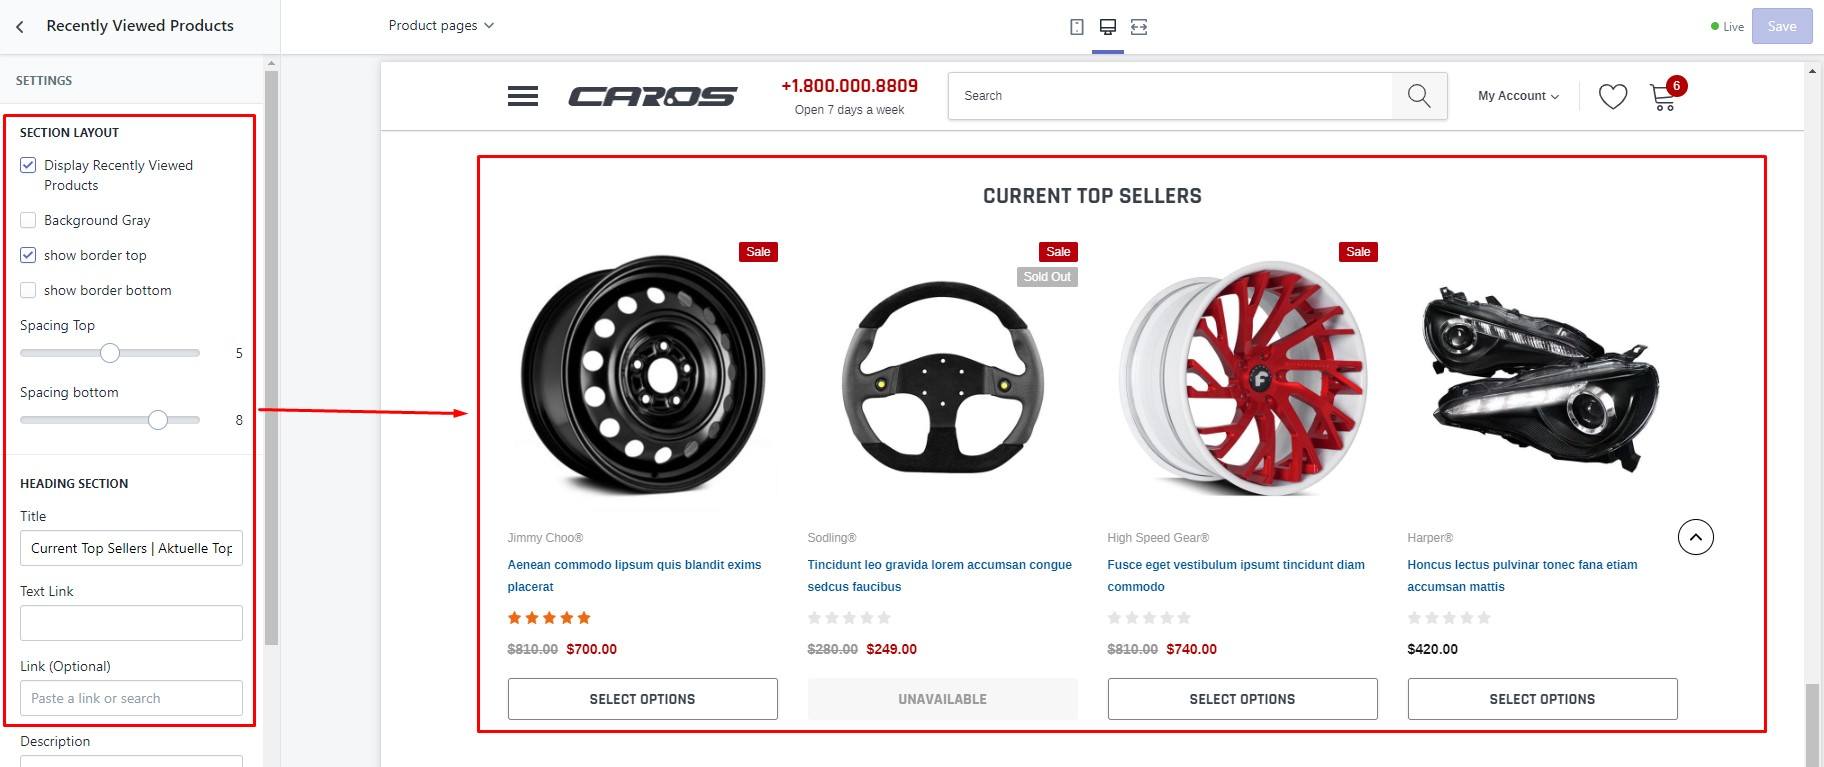 Recently Viewed Products
Product pages
Live
Save
SETTINGS
SECTION LAYOUT
Display Recently Viewed
Products
Background Gray
show border top
show border bottom
Spacing Top
5
Spacing bottom
8
HEADING SECTION
Title
Current Top Sellers | Aktuelle Top
Text Link
Link (Optional)
Paste a link or search
Description
CAROS
+1.800.000.8809
Open 7 days a week
Search
My Account
6
CURRENT TOP SELLERS
Sale
Jimmy Choo®
Aenean commodo lipsum quis blandit exims
placerat
$810.00 $700.00
SELECT OPTIONS
Sale
Sold Out
Sodling®
Tincidunt leo gravida lorem accumsan congue
sedcus faucibus
$280.00 $249.00
UNAVAILABLE
Sale
F
High Speed Gear®
Fusce eget vestibulum ipsumt tincidunt diam
commodo
$810.00 $740.00
SELECT OPTIONS
Harper®
Honcus lectus pulvinar tonec fana etiam
accumsan mattis
$420.00
SELECT OPTIONS